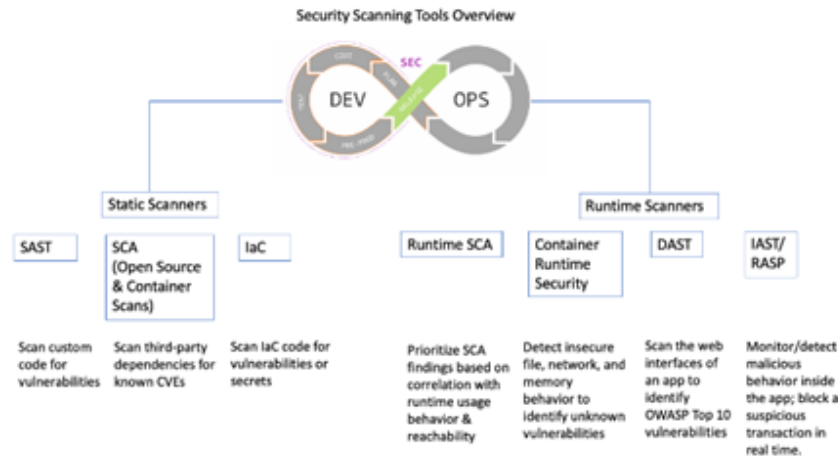 Security Scanning Tools Overview
SEC
CODE
PLAN
TEST
DEV
RELEASE
OPS
PRE-PROD
Static Scanners
Runtime Scanners
SAST
SCA
(Open Source
& Container
Scans)
IaC
Runtime SCA
Container
Runtime
Security
DAST
IAST/
RASP
Scan custom
code for
vulnerabilities
Scan third-party
dependencies for
known CVEs
Scan IaC code for
vulnerabilities or
secrets
Prioritize SCA
findings based on
correlation with
runtime usage
behavior &
reachability
Detect insecure
file, network, and
memory
behavior to
identify unknown
vulnerabilities
Scan the web
interfaces of
an app to
identify
OWASP Top 10
vulnerabilities
Monitor/detect
malicious
behavior inside
the app; block a
suspicious
transaction in
real time.